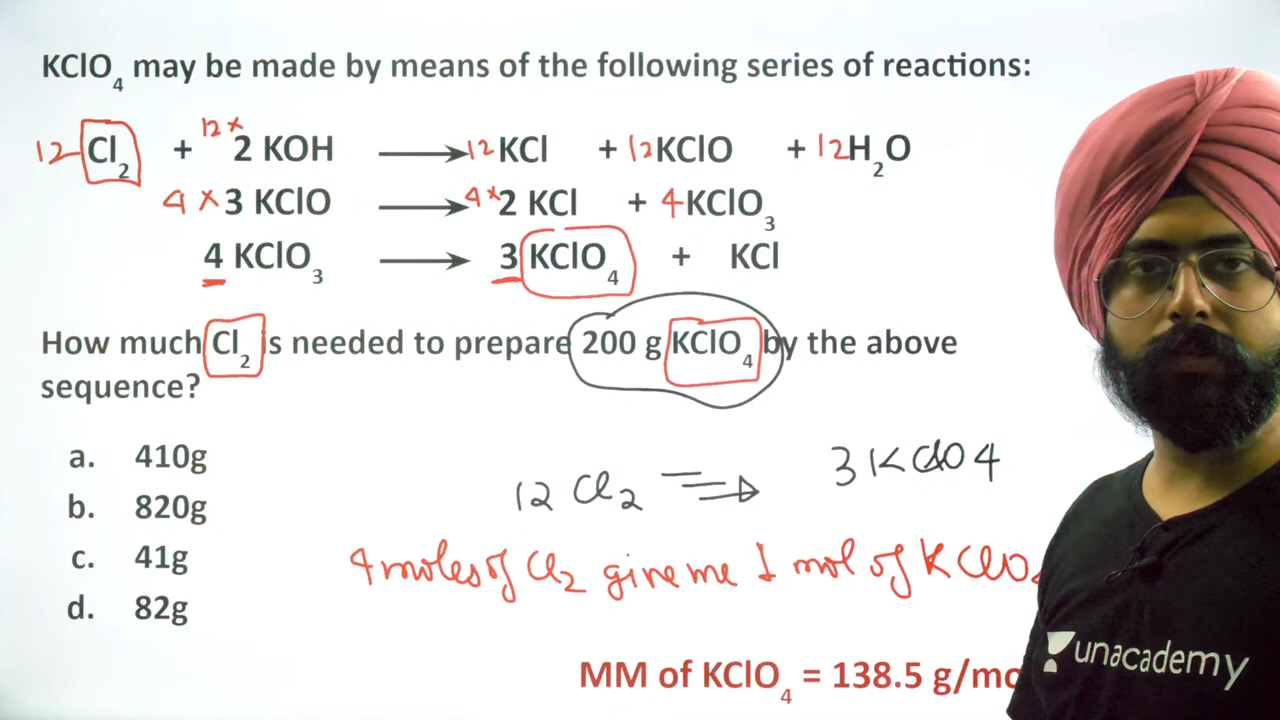 KClO₄ may be made by means of the following series of reactions:
12 Cl₂ + 12 × 2 KOH ⟶ 12 KCl + 12 KClO + 12 H₂O
4 × 3 KClO ⟶ 4 × 2 KCl + 4 KClO₃
4 KClO₃ ⟶ 3 KClO₄ + KCl
How much Cl₂ is needed to prepare 200 g KClO₄ by the above
sequence?
a. 410g
b. 820g
c. 41g
d. 82g
12 Cl₂ ⟹ 3 KClO4
4 moles of Cl₂ give me 1 mol of KClO₄
MM of KClO₄ = 138.5 g/mo
unacademy